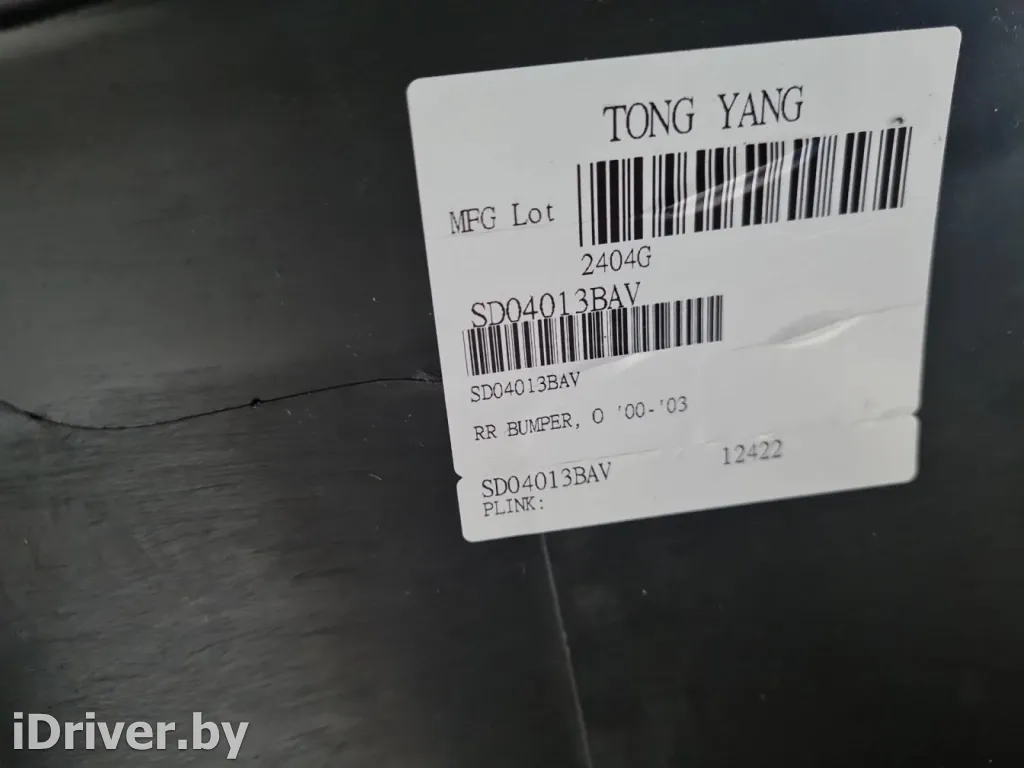 TONG YANG
MFG Lot
2404G
SD04013BAV
SD04013BAV
RR BUMPER, O '00-'03
SD04013BAV 12422
PLINK:
iDriver.by